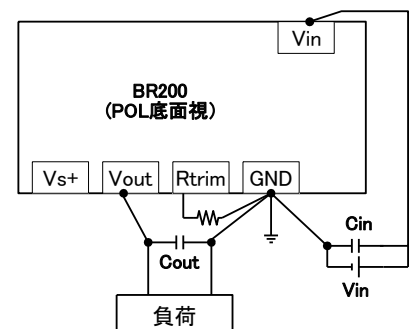 Vin
BR200
(POL底面視)
Vs+
Vout
Rtrim
GND
Cin
Cout
Vin
負荷